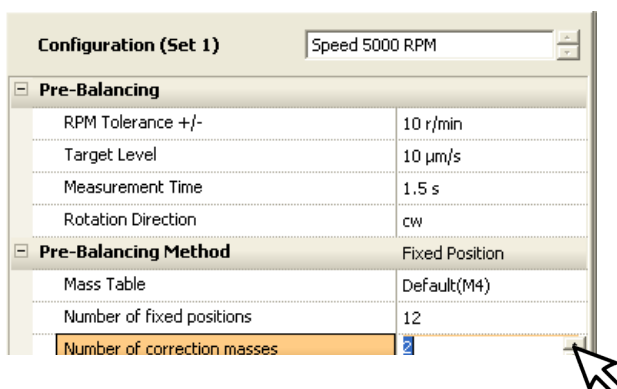 Configuration (Set 1) Speed 5000 RPM
Pre-Balancing
RPM Tolerance +/- 10 r/min
Target Level 10 µm/s
Measurement Time 1.5 s
Rotation Direction cw
Pre-Balancing Method Fixed Position
Mass Table Default(M4)
Number of fixed positions 12
Number of correction masses 2